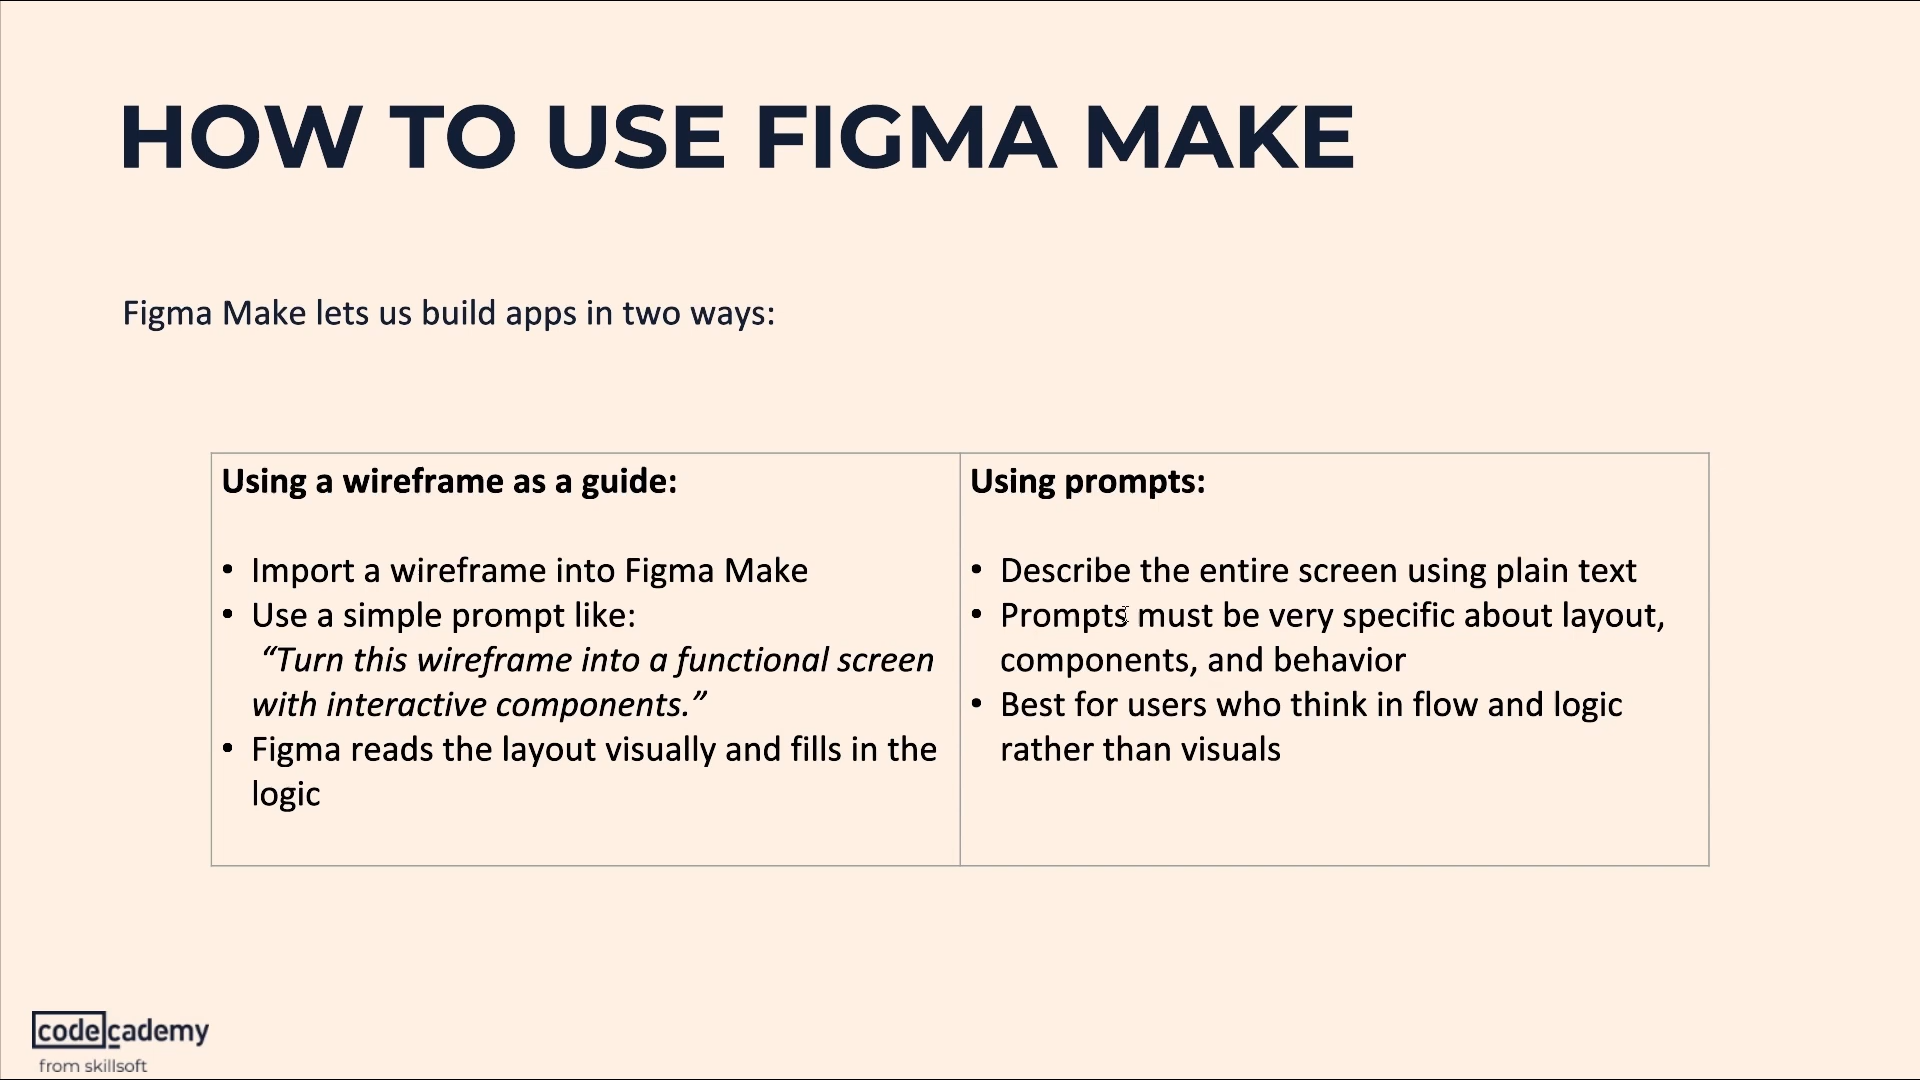 HOW TO USE FIGMA MAKE
Figma Make lets us build apps in two ways:
Using a wireframe as a guide:
• Import a wireframe into Figma Make
• Use a simple prompt like:
“Turn this wireframe into a functional screen
with interactive components.”
• Figma reads the layout visually and fills in the
logic
Using prompts:
• Describe the entire screen using plain text
• Prompts must be very specific about layout,
components, and behavior
• Best for users who think in flow and logic
rather than visuals
codecademy
from skillsoft